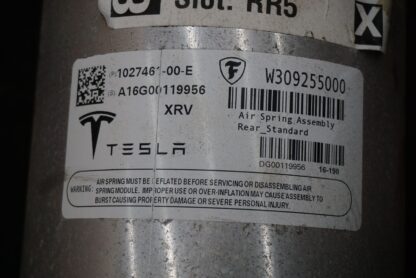 Slot: RR5
X
(P)1027461-00-E
(S)A16G00119956
XRV
TESLA
F
W309255000
Air Spring Assembly
Rear_Standard
DG00119956 16-190
⚠ WARNING: AIR SPRING MUST BE DEFLATED BEFORE SERVICING OR DISASSEMBLING AIR
SPRING MODULE. IMPROPER USE OR OVER-INFLATION MAY CAUSE ASSEMBLY TO
BURST CAUSING PROPERTY DAMAGE OR SEVERE PERSONAL INJURY.